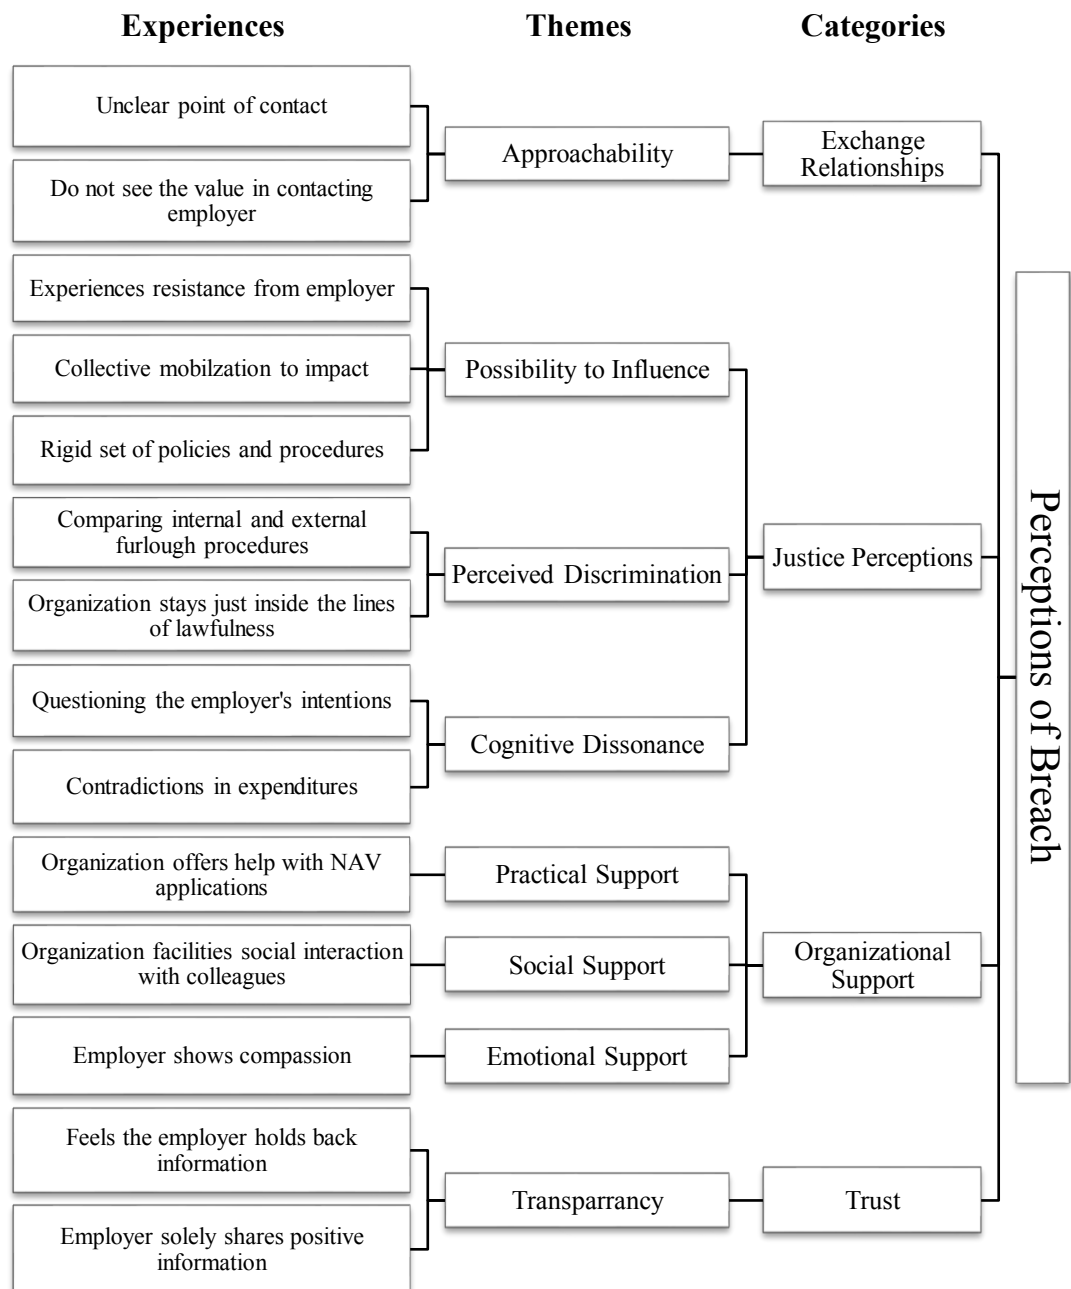 Experiences
Themes
Categories
Unclear point of contact
Do not see the value in contacting
employer
Approachability
Exchange
Relationships
Experiences resistance from employer
Collective mobilzation to impact
Rigid set of policies and procedures
Possibility to Influence
Comparing internal and external
furlough procedures
Organization stays just inside the lines
of lawfulness
Perceived Discrimination
Justice Perceptions
Questioning the employer's intentions
Contradictions in expenditures
Cognitive Dissonance
Organization offers help with NAV
applications
Practical Support
Organization facilities social interaction
with colleagues
Social Support
Organizational
Support
Employer shows compassion
Emotional Support
Feels the employer holds back
information
Employer solely shares positive
information
Transparrancy
Trust
Perceptions of Breach